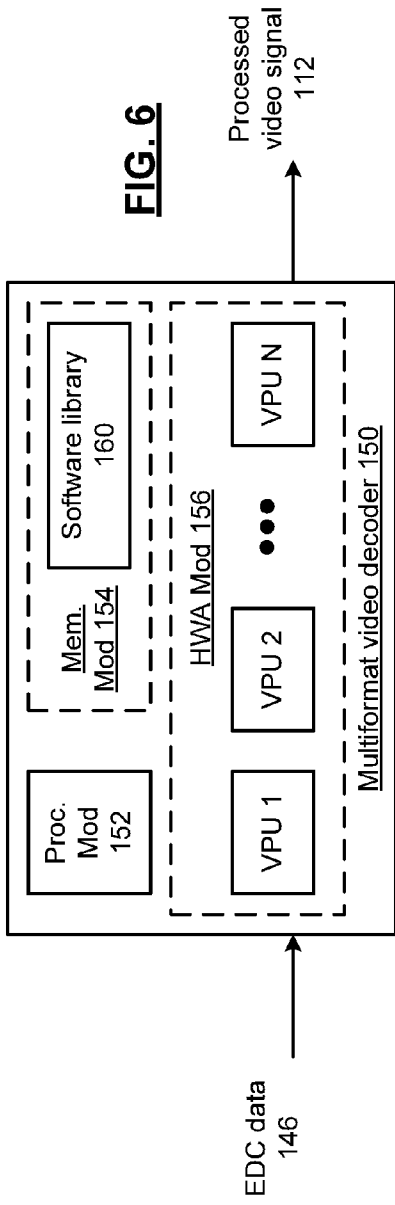 FIG. 6
EDC data
146
Proc.
Mod
152
Mem.
Mod 154
Software library
160
HWA Mod 156
VPU 1
VPU 2
VPU N
Multiformat video decoder 150
Processed
video signal
112